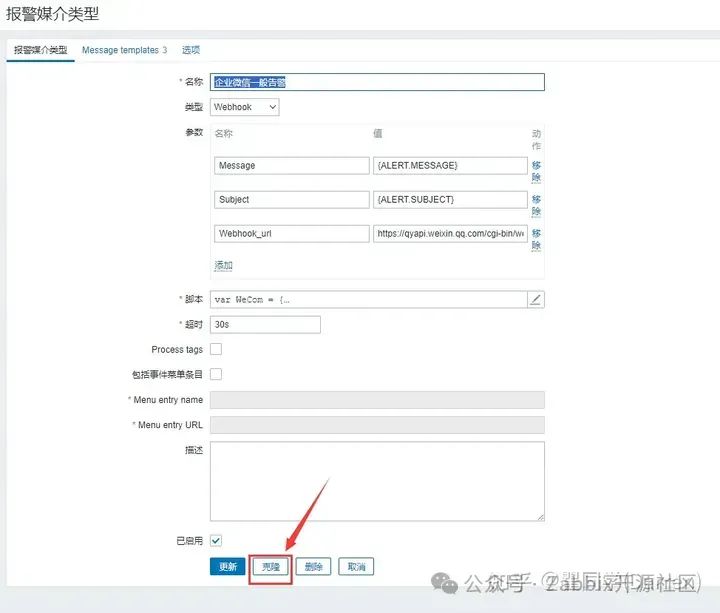 报警媒介类型
报警媒介类型 Message templates 3 选项
* 名称 企业微信一般告警
类型 Webhook
参数 名称 值 动作
Message {ALERT.MESSAGE} 移除
Subject {ALERT.SUBJECT} 移除
Webhook_url https://qyapi.weixin.qq.com/cgi-bin/we 移除
添加
* 脚本 var WeCom = {…
* 超时 30s
Process tags
包括事件菜单条目
* Menu entry name
* Menu entry URL
描述
已启用
更新 克隆 删除 取消
公众号 · Zabbix开源社区
知乎